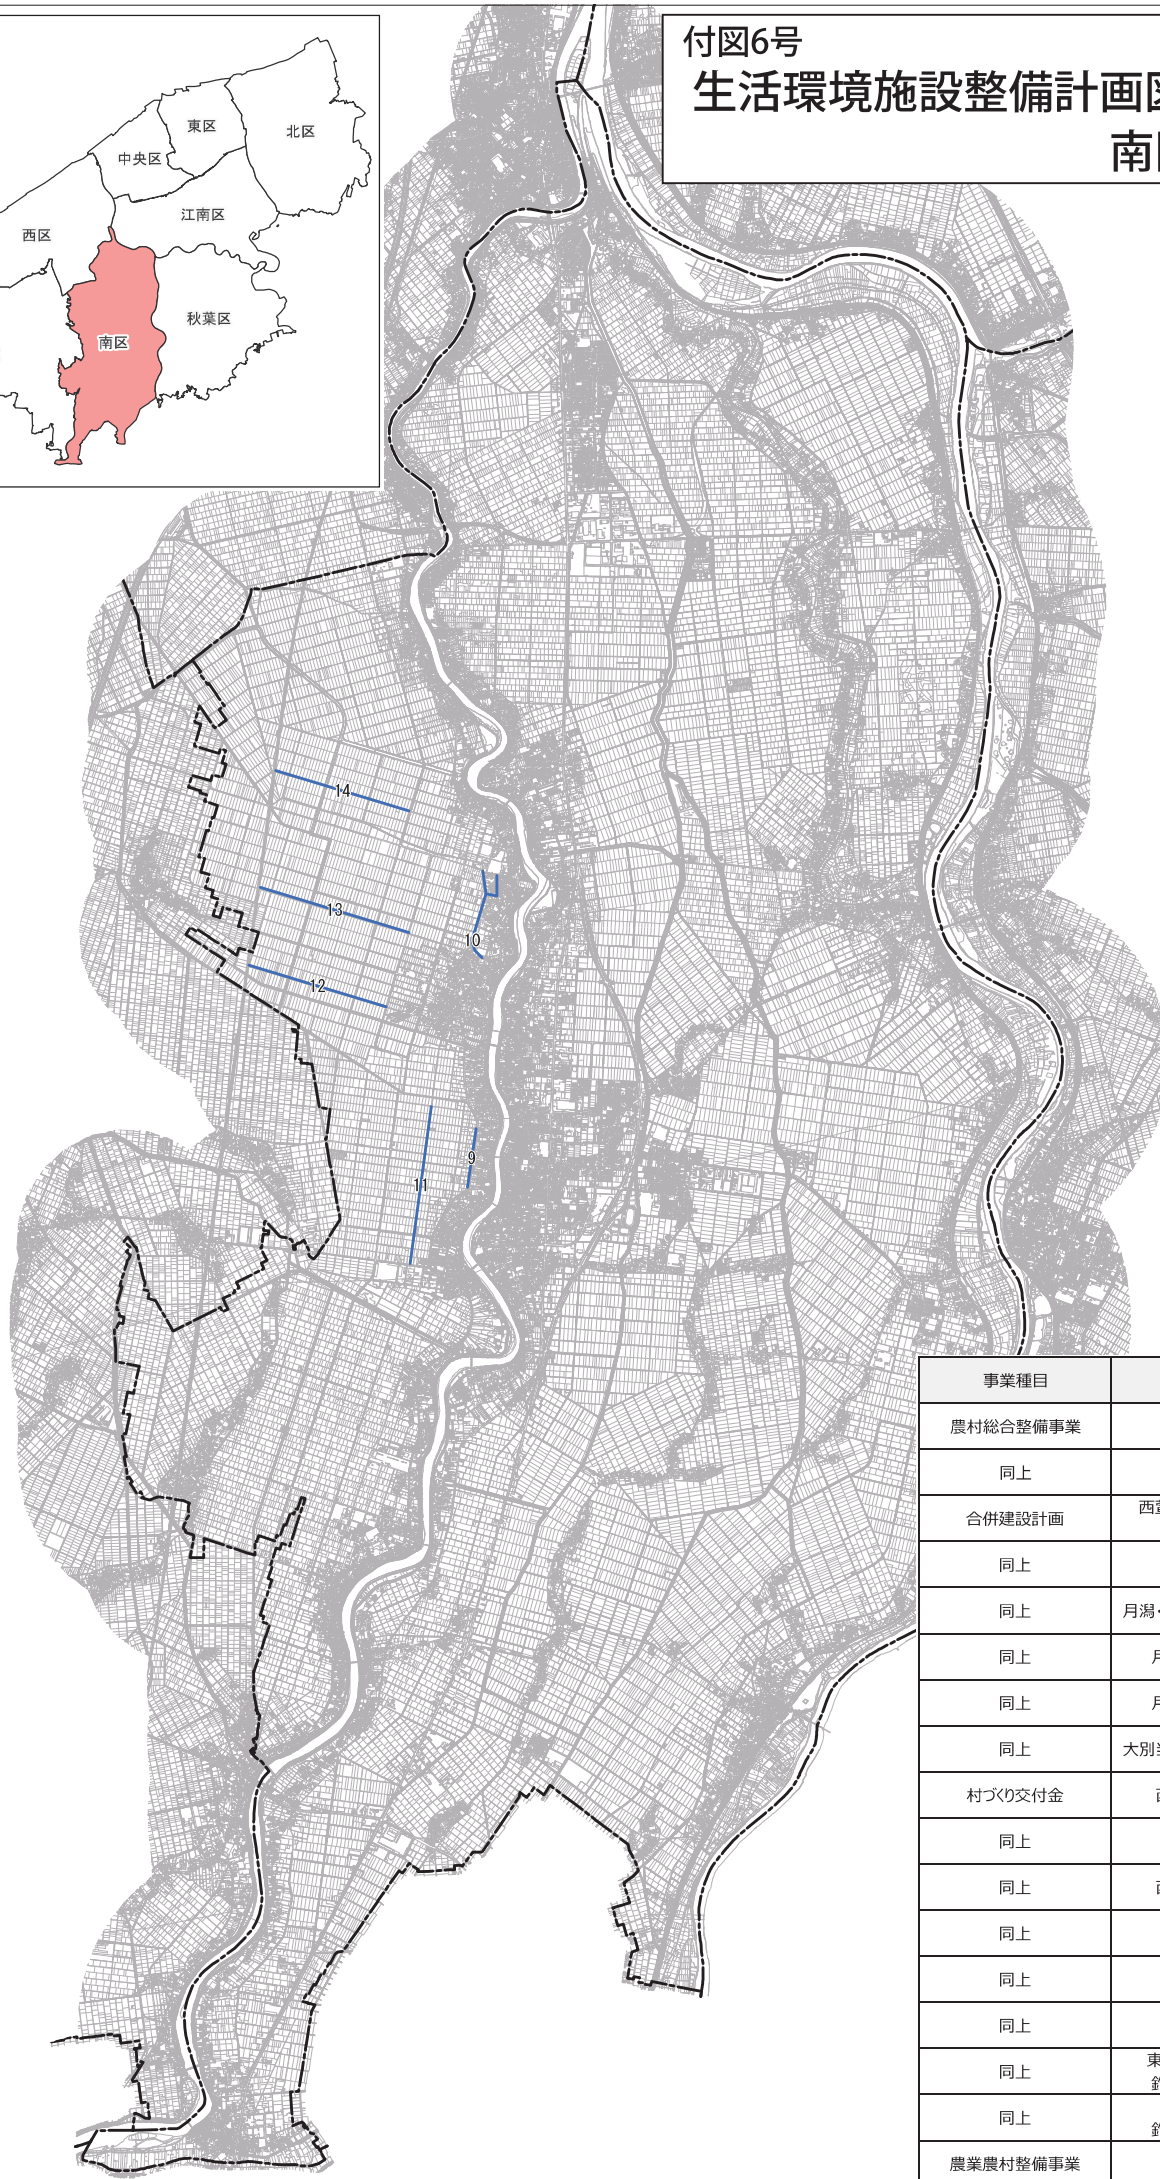 付図6号
生活環境施設整備計画図
南
北区
東区
中央区
江南区
西区
秋葉区
南区
14
13
10
12
9
11
事業種目
農村総合整備事業
同上
合併建設計画
西
同上
同上
月潟・
同上
月
同上
月
同上
大別
村づくり交付金
同上
同上
同上
同上
同上
同上
東
同上
農業農村整備事業